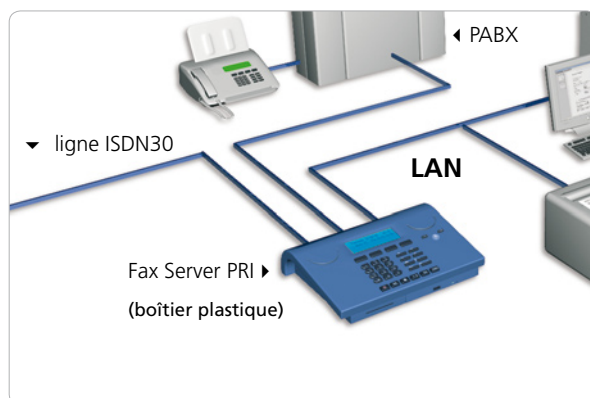 PABX
ligne ISDN30
LAN
Fax Server PRI
(boîtier plastique)